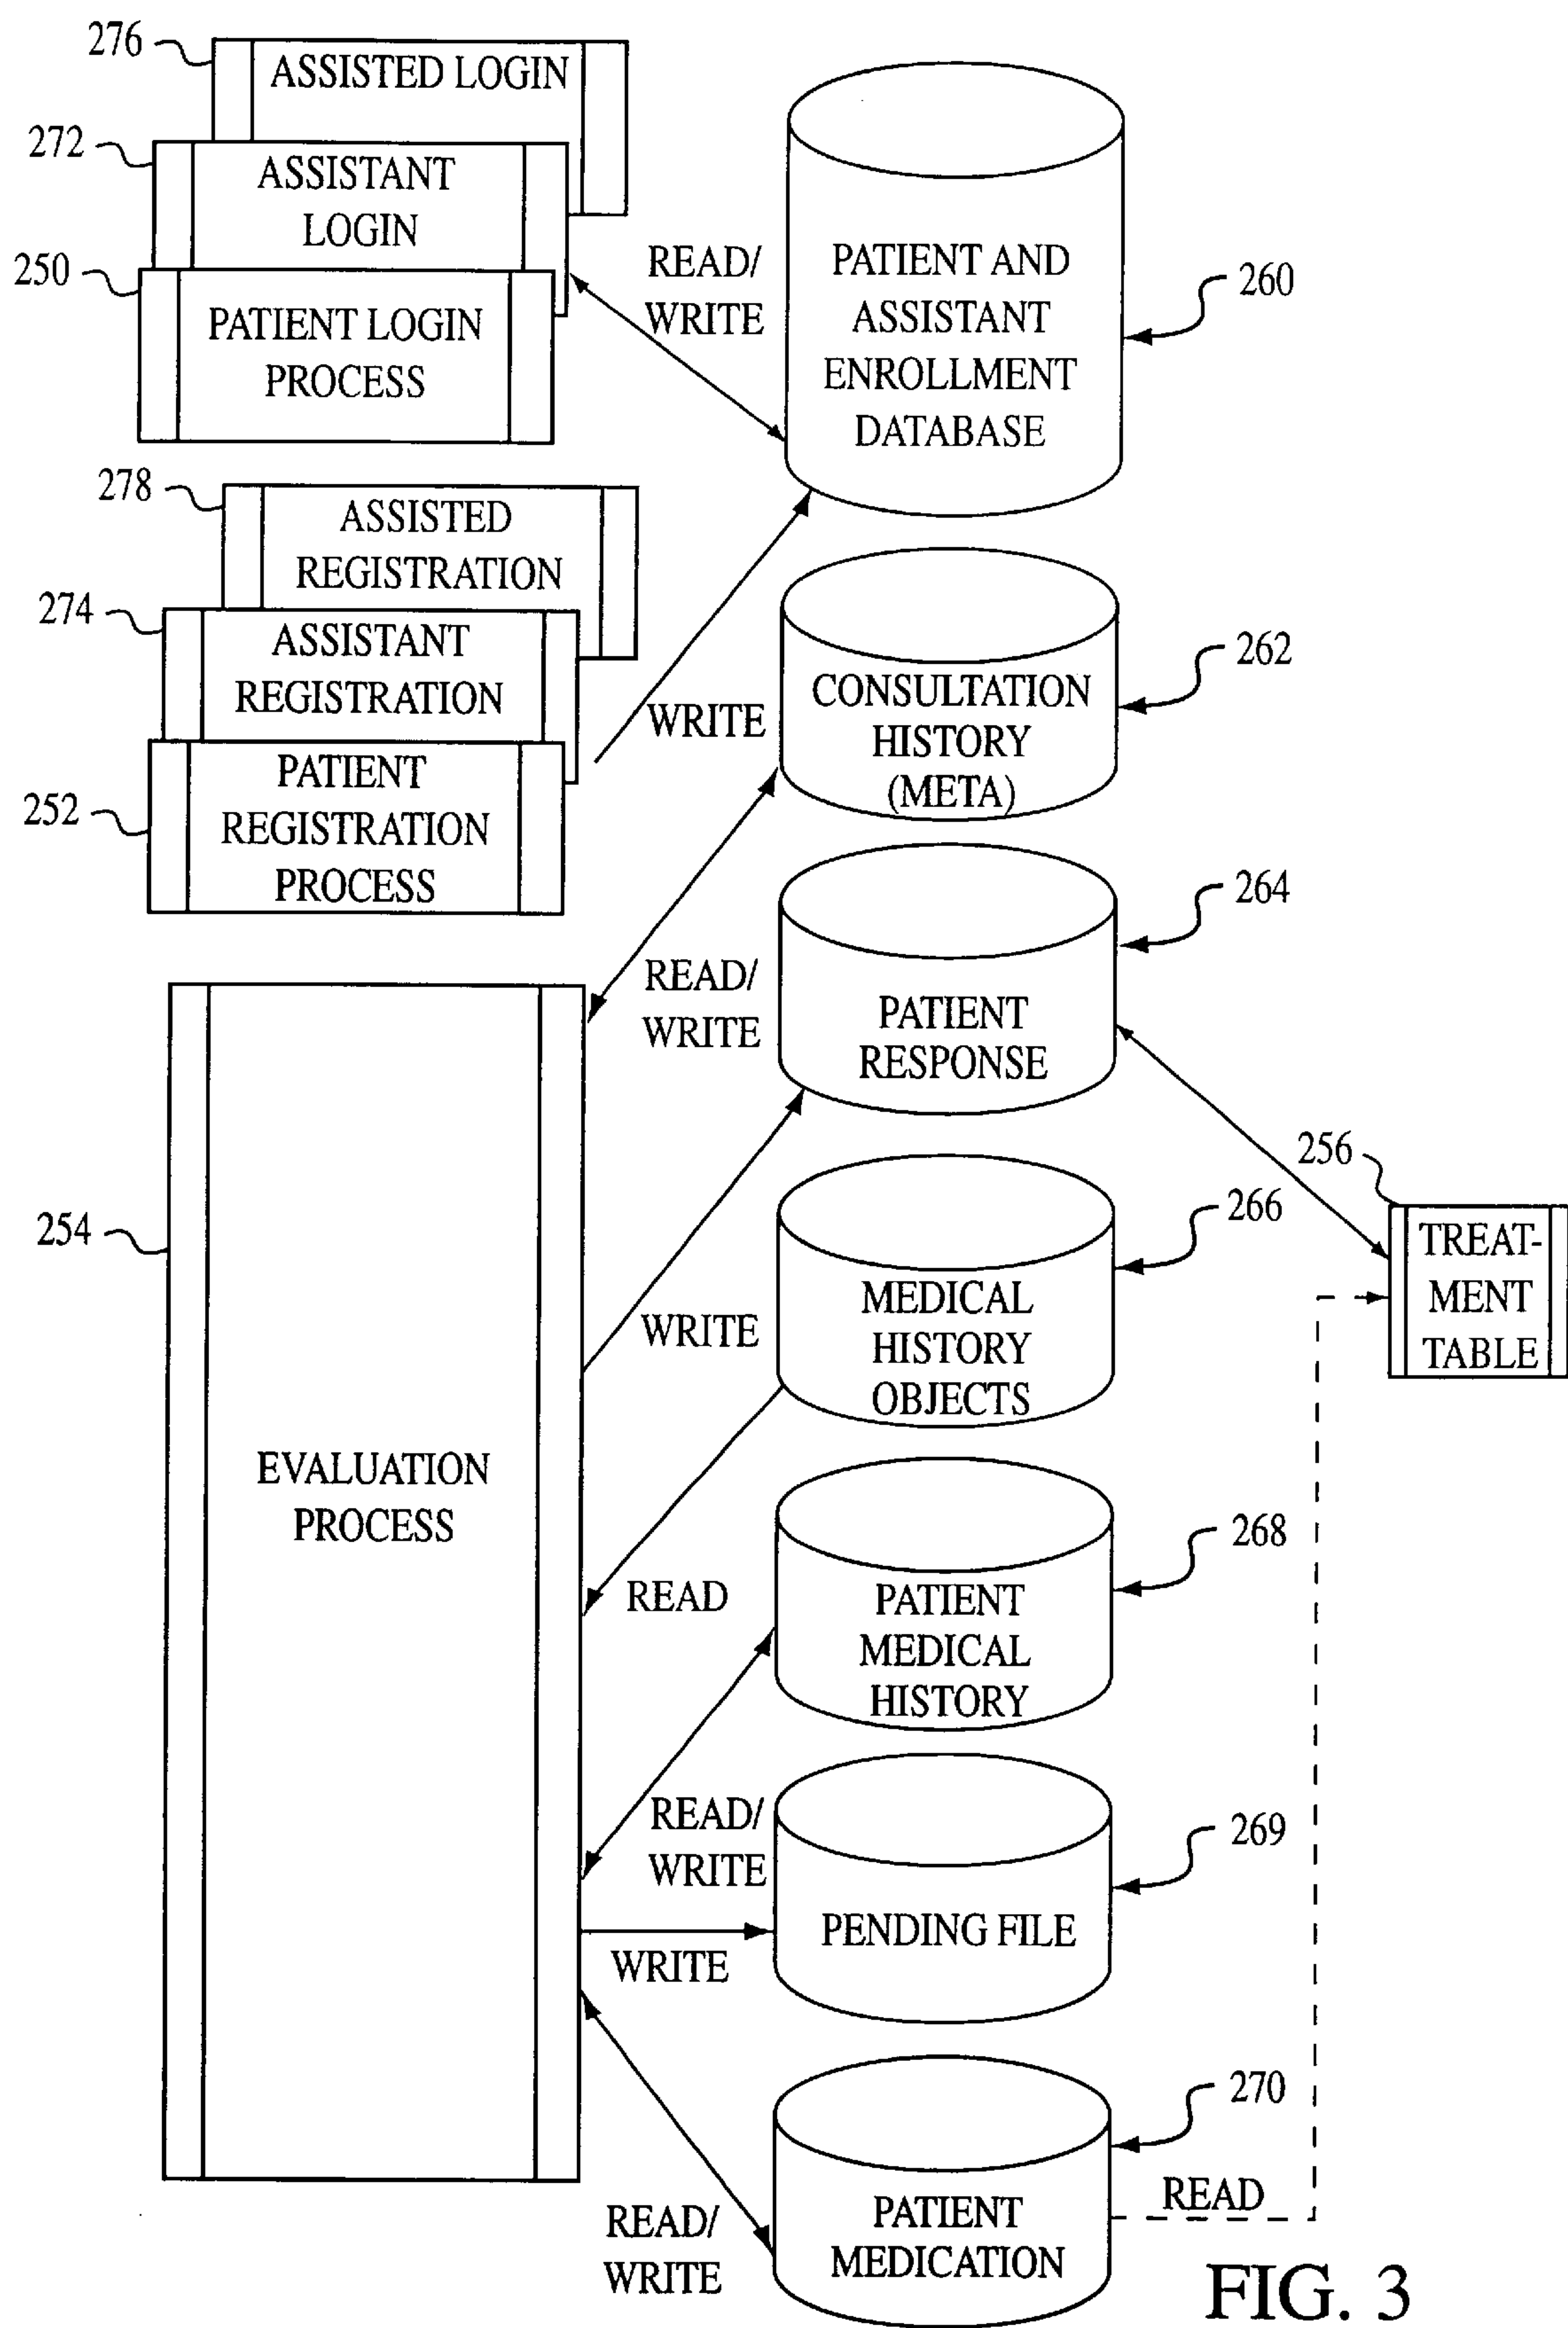 276
ASSISTED LOGIN
272
ASSISTANT
LOGIN
250
PATIENT LOGIN
PROCESS
READ/
WRITE
PATIENT AND
ASSISTANT
ENROLLMENT
DATABASE
260
278
ASSISTED
REGISTRATION
274
ASSISTANT
REGISTRATION
252
PATIENT
REGISTRATION
PROCESS
WRITE
CONSULTATION
HISTORY
(META)
262
READ/
WRITE
PATIENT
RESPONSE
264
254
EVALUATION
PROCESS
WRITE
MEDICAL
HISTORY
OBJECTS
266
256
TREAT-
MENT
TABLE
READ
PATIENT
MEDICAL
HISTORY
268
READ/
WRITE
PENDING FILE
269
WRITE
READ/
WRITE
PATIENT
MEDICATION
270
READ
FIG. 3